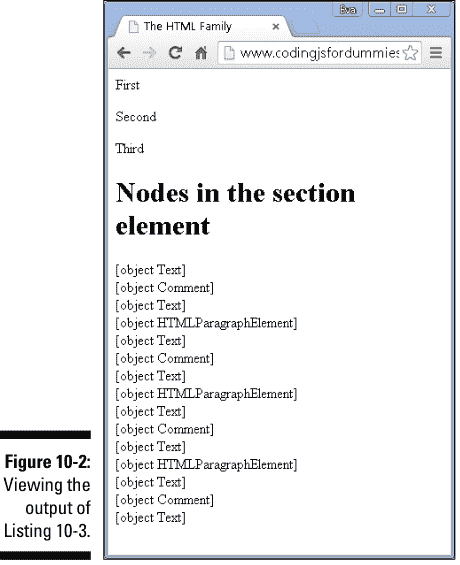 Eva
The HTML Family
www.codingjsfordummies
First
Second
Third
Nodes in the section
element
[object Text]
[object Comment]
[object Text]
[object HTMLParagraphElement]
[object Text]
[object Comment]
[object Text]
[object HTMLParagraphElement]
[object Text]
[object Comment]
[object Text]
[object HTMLParagraphElement]
[object Text]
[object Comment]
[object Text]
Figure 10-2:
Viewing the
output of
Listing 10-3.